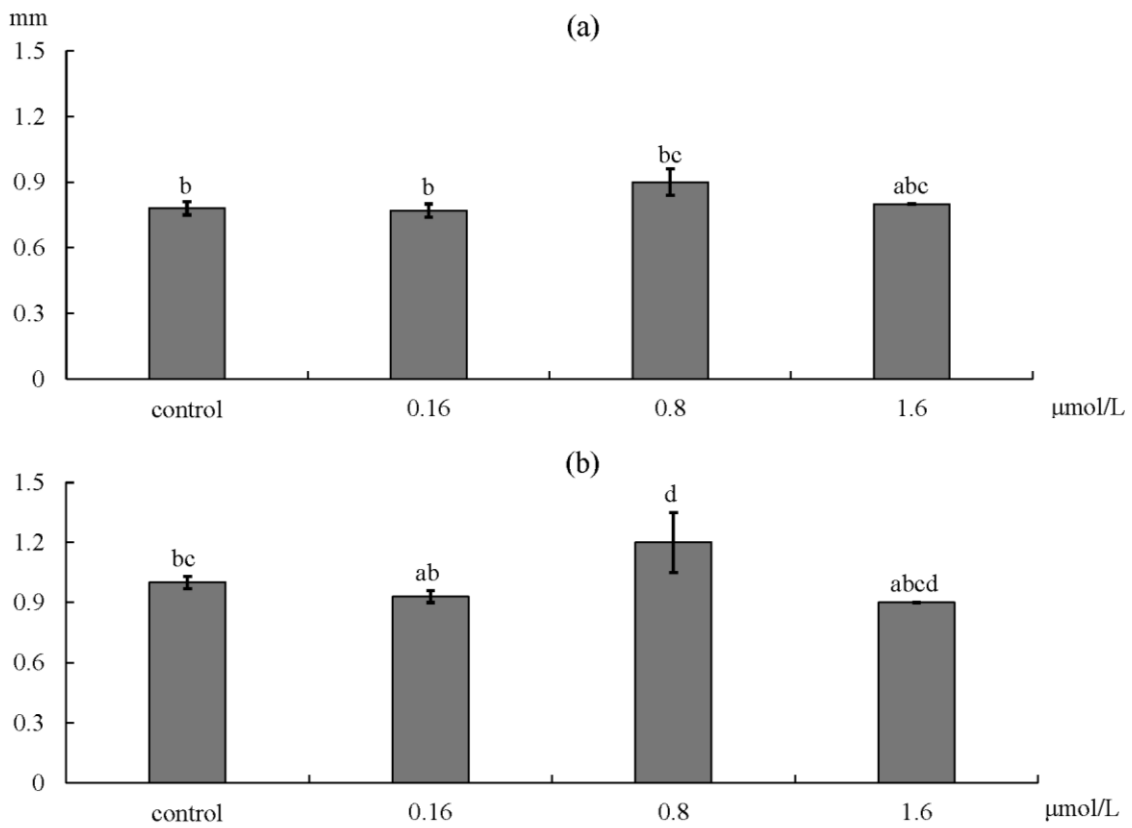 mm
(a)
1.5
1.2
0.9
0.6
0.3
0
b
b
bc
abc
control
0.16
0.8
1.6
μmol/L
(b)
1.5
1.2
0.9
0.6
0.3
0
bc
ab
d
abcd
control
0.16
0.8
1.6
μmol/L